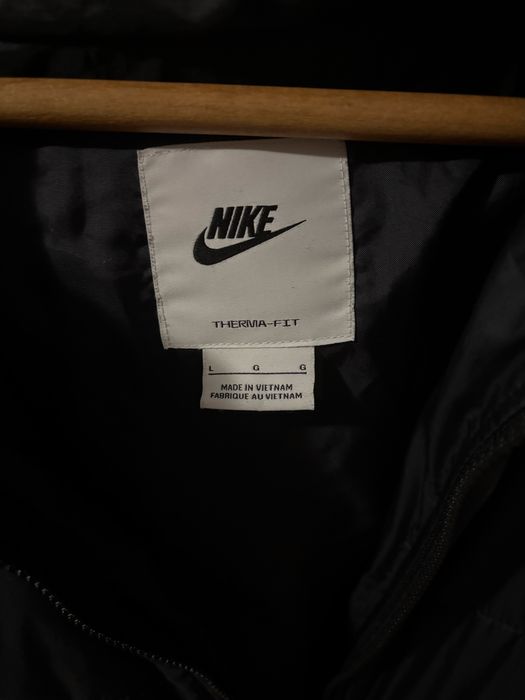 NIKE
THERMA-FIT
L G G
MADE IN VIETNAM
FABRIQUE AU VIETNAM